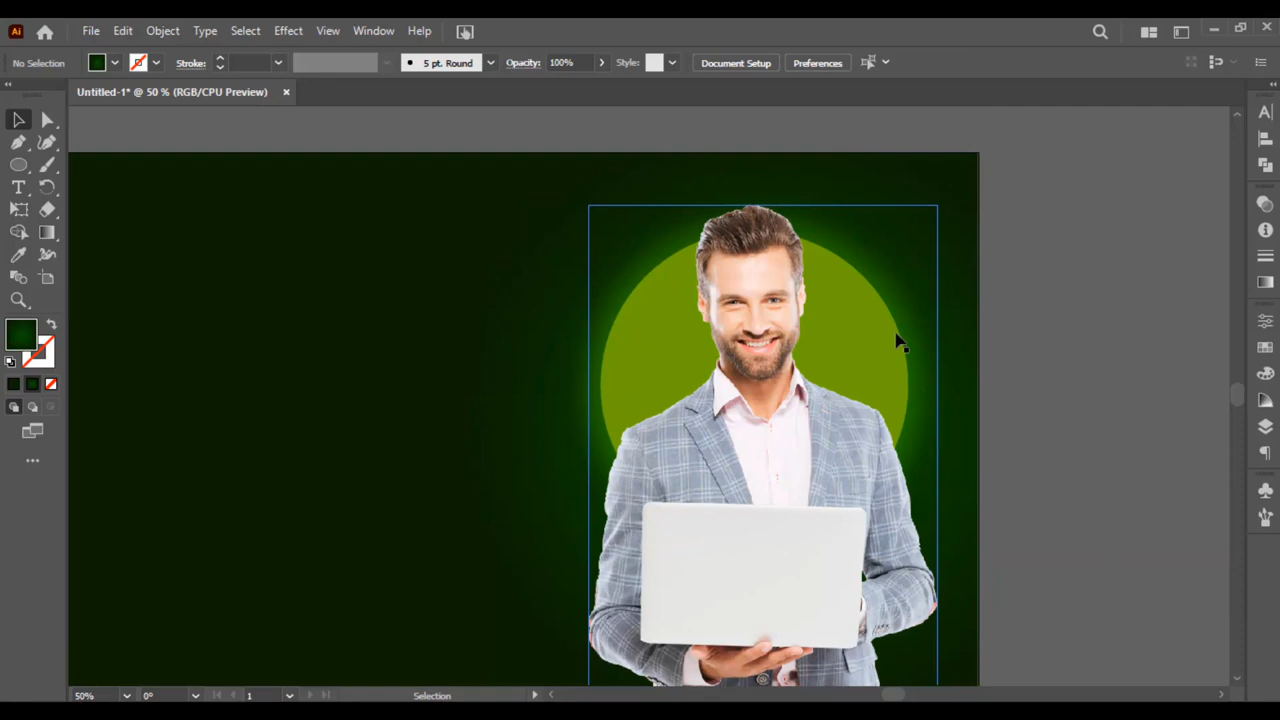 Ai File Edit Object Type Select Effect View Window Help
No Selection Stroke: 5 pt. Round Opacity: 100% Style: Document Setup Preferences
Untitled-1* @ 50 % (RGB/CPU Preview) ×
50% 0° 1 Selection